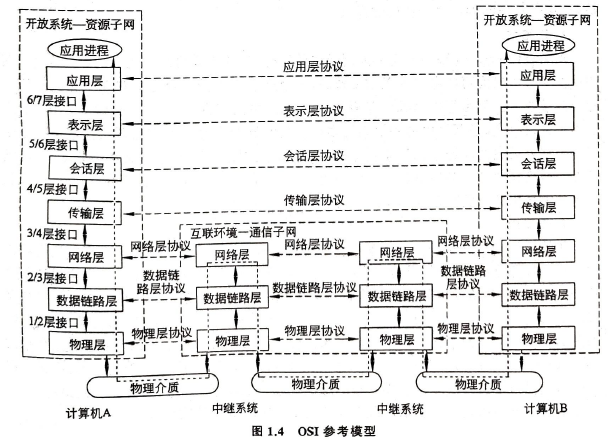 开放系统—资源子网
开放系统—资源子网
应用进程
应用进程
应用层
应用层协议
应用层
6/7层接口
表示层
表示层协议
表示层
5/6层接口
会话层
会话层协议
会话层
4/5层接口
传输层
传输层协议
传输层
3/4层接口
互联环境—通信子网
网络层
网络层协议
网络层
网络层协议
网络层
网络层协议
网络层
2/3层接口
数据链路层
数据链
路层协议
数据链路层
数据链路层协议
数据链路层
数据链路
层协议
数据链路层
1/2层接口
物理层
物理层协议
物理层
物理层协议
物理层
物理层协议
物理层
物理介质
物理介质
物理介质
计算机A
中继系统
中继系统
计算机B
图 1.4 OSI 参考模型